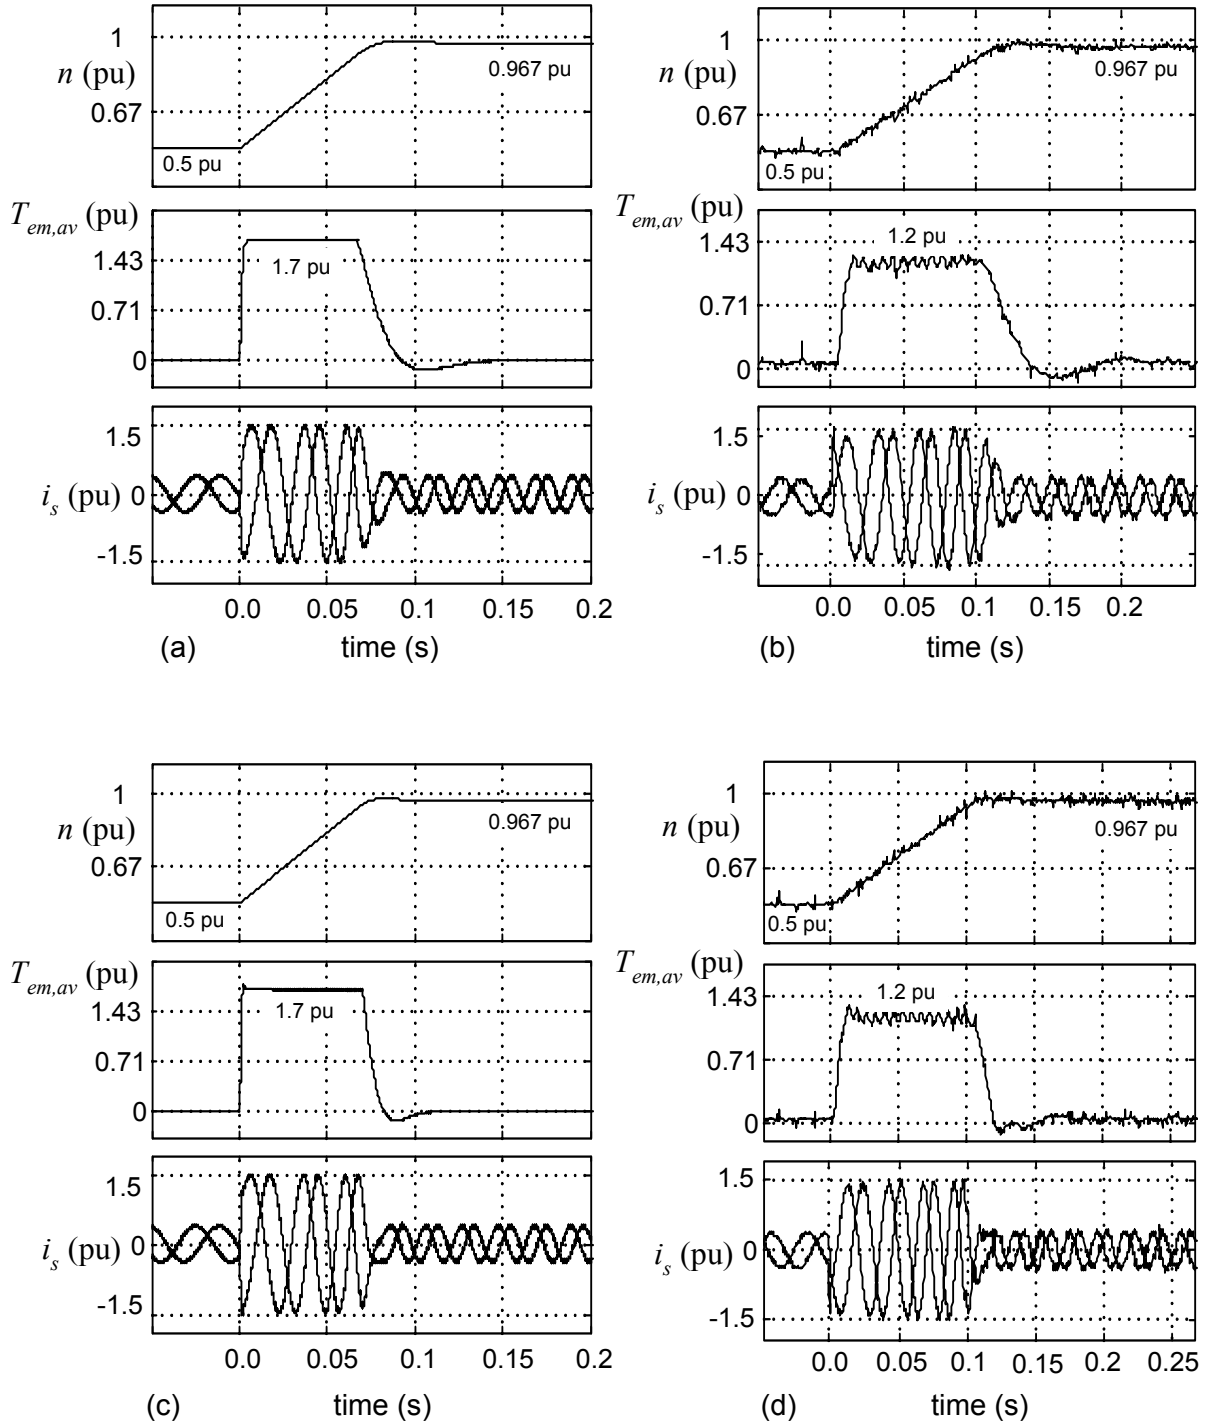 1
n (pu)
0.967 pu
0.67
0.5 pu
T_em,av (pu)
1.43
1.7 pu
0.71
0
1.5
i_s (pu)
0
-1.5
0.0 0.05 0.1 0.15 0.2
(a) time (s)
1
n (pu)
0.967 pu
0.67
0.5 pu
T_em,av (pu)
1.43
1.2 pu
0.71
0
1.5
i_s (pu)
0
-1.5
0.0 0.05 0.1 0.15 0.2
(b) time (s)
1
n (pu)
0.967 pu
0.67
0.5 pu
T_em,av (pu)
1.43
1.7 pu
0.71
0
1.5
i_s (pu)
0
-1.5
0.0 0.05 0.1 0.15 0.2
(c) time (s)
1
n (pu)
0.967 pu
0.67
0.5 pu
T_em,av (pu)
1.43
1.2 pu
0.71
0
1.5
i_s (pu)
0
-1.5
0.0 0.05 0.1 0.15 0.2 0.25
(d) time (s)